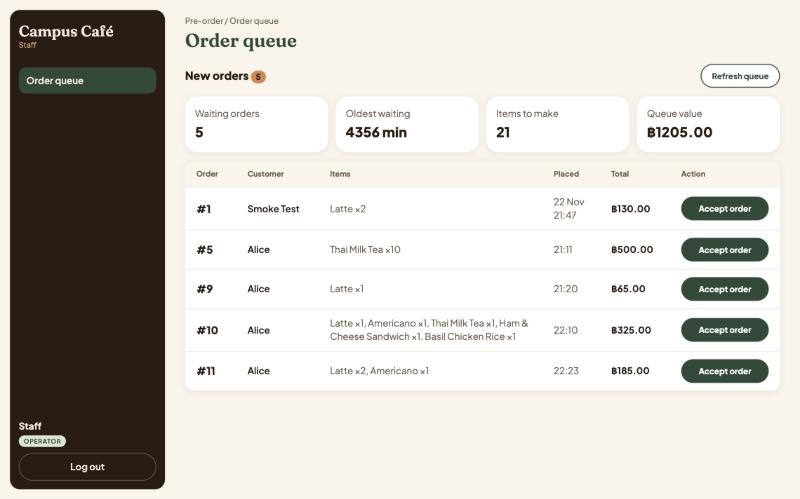 Campus Café
Staff
Order queue
Pre-order / Order queue
Order queue
New orders 5
Refresh queue
Waiting orders
5
Oldest waiting
4356 min
Items to make
21
Queue value
฿1205.00
Order Customer Items Placed Total Action
#1 Smoke Test Latte ×2 22 Nov 21:47 ฿130.00 Accept order
#5 Alice Thai Milk Tea ×10 21:11 ฿500.00 Accept order
#9 Alice Latte ×1 21:20 ฿65.00 Accept order
#10 Alice Latte ×1, Americano ×1, Thai Milk Tea ×1, Ham &
Cheese Sandwich ×1, Basil Chicken Rice ×1 22:10 ฿325.00 Accept order
#11 Alice Latte ×2, Americano ×1 22:23 ฿185.00 Accept order
Staff
OPERATOR
Log out